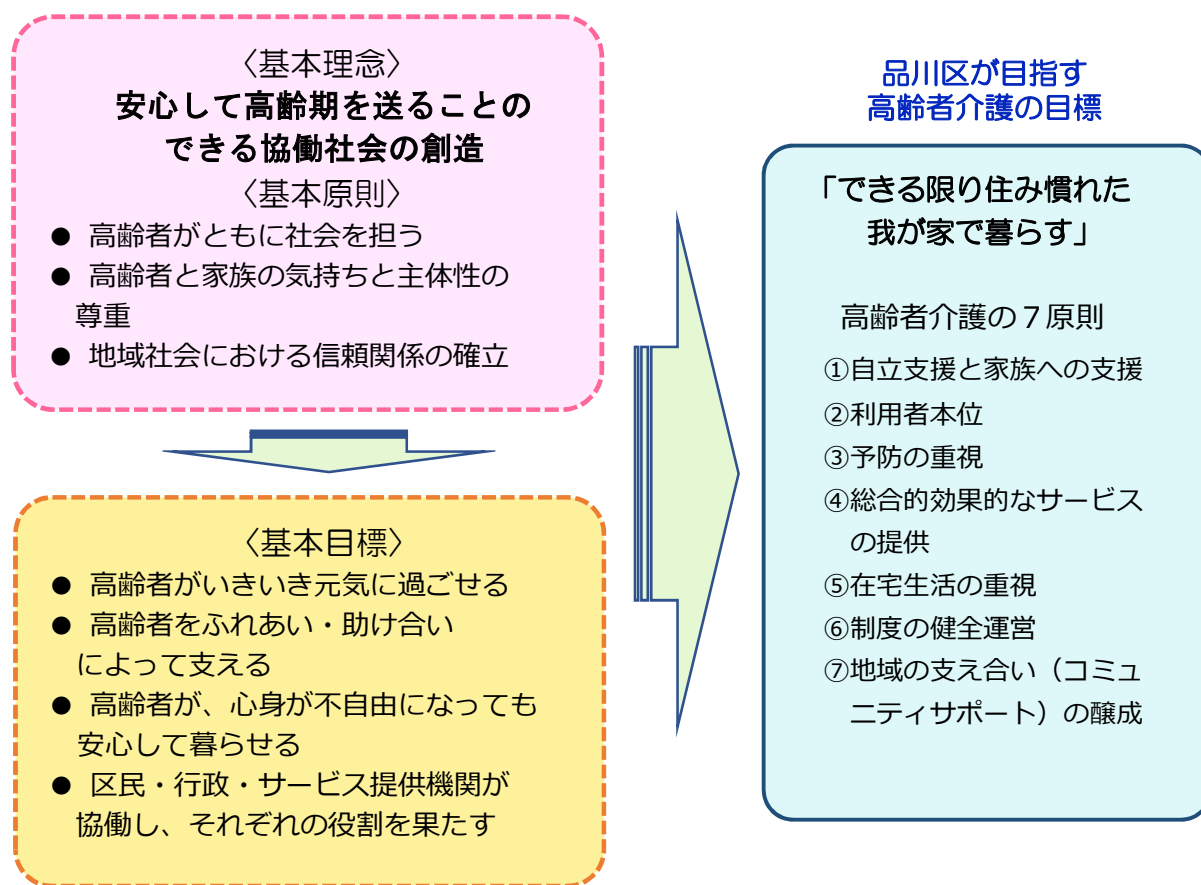 〈基本理念〉
安心して高齢期を送ることの
できる協働社会の創造
〈基本原則〉
● 高齢者がともに社会を担う
● 高齢者と家族の気持ちと主体性の
尊重
● 地域社会における信頼関係の確立
〈基本目標〉
● 高齢者がいきいき元気に過ごせる
● 高齢者をふれあい・助け合い
によって支える
● 高齢者が、心身が不自由になっても
安心して暮らせる
● 区民・行政・サービス提供機関が
協働し、それぞれの役割を果たす
品川区が目指す
高齢者介護の目標
「できる限り住み慣れた
我が家で暮らす」
高齢者介護の７原則
①自立支援と家族への支援
②利用者本位
③予防の重視
④総合的効果的なサービス
の提供
⑤在宅生活の重視
⑥制度の健全運営
⑦地域の支え合い（コミュ
ニティサポート）の醸成